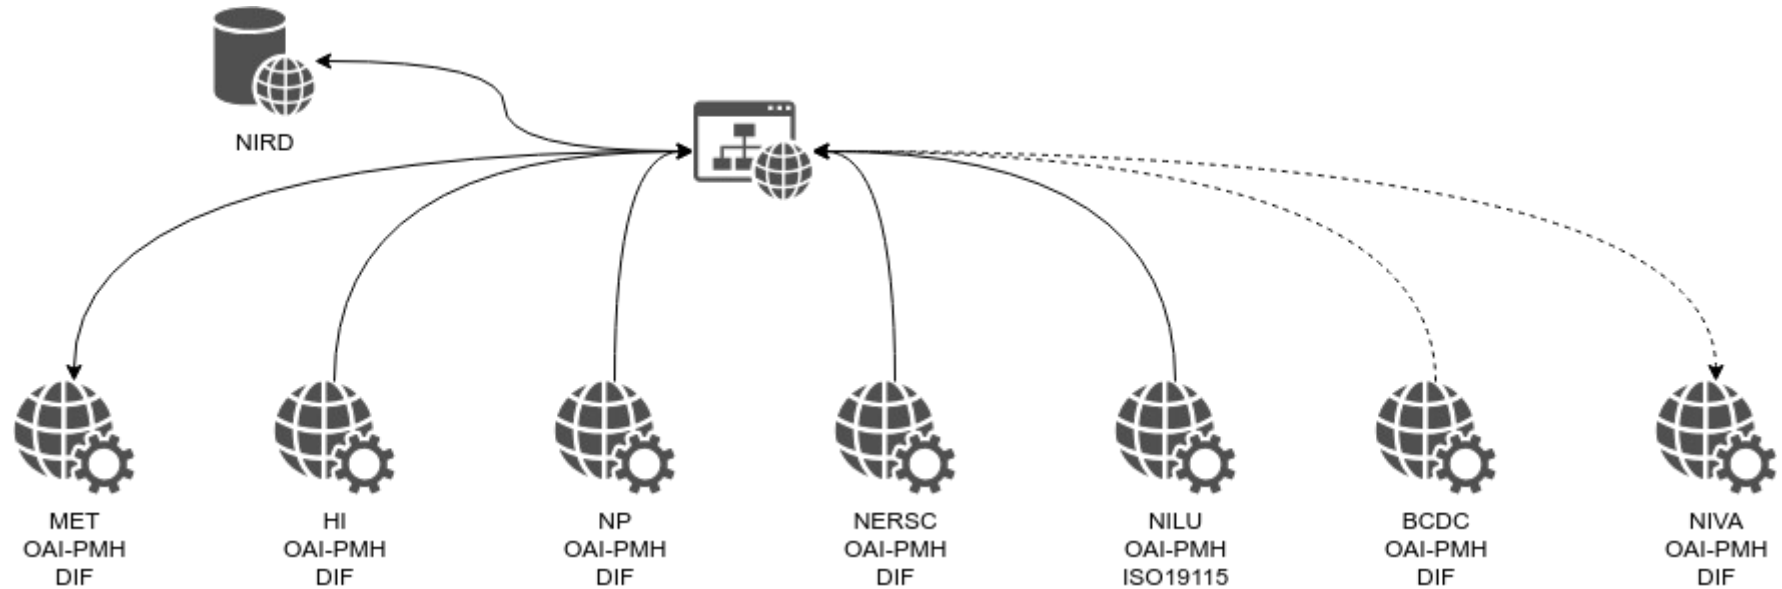 NIRD
MET
OAI-PMH
DIF
HI
OAI-PMH
DIF
NP
OAI-PMH
DIF
NERSC
OAI-PMH
DIF
NILU
OAI-PMH
ISO19115
BCDC
OAI-PMH
DIF
NIVA
OAI-PMH
DIF